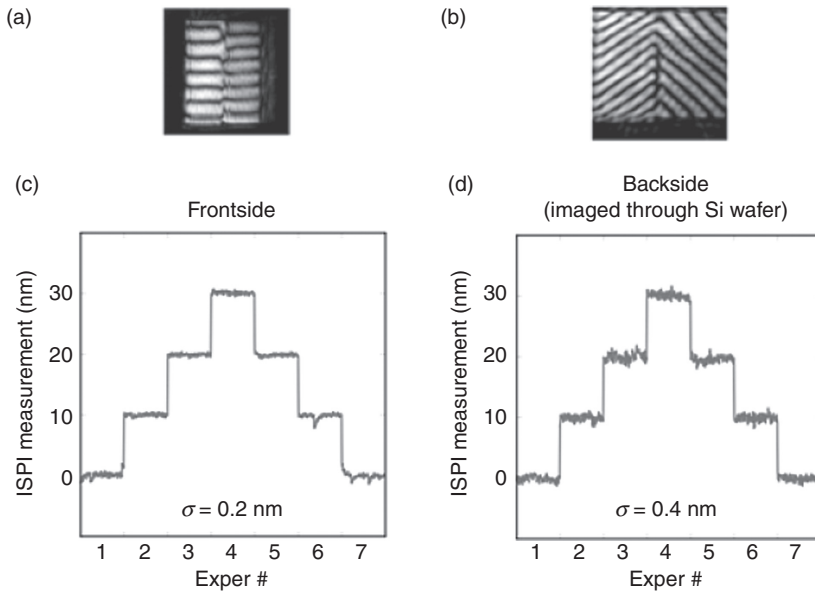 (a)
(b)
(c)
Frontside
ISPI measurement (nm)
30
20
10
0
σ = 0.2 nm
1 2 3 4 5 6 7
Exper #
(d)
Backside
(imaged through Si wafer)
ISPI measurement (nm)
30
20
10
0
σ = 0.4 nm
1 2 3 4 5 6 7
Exper #